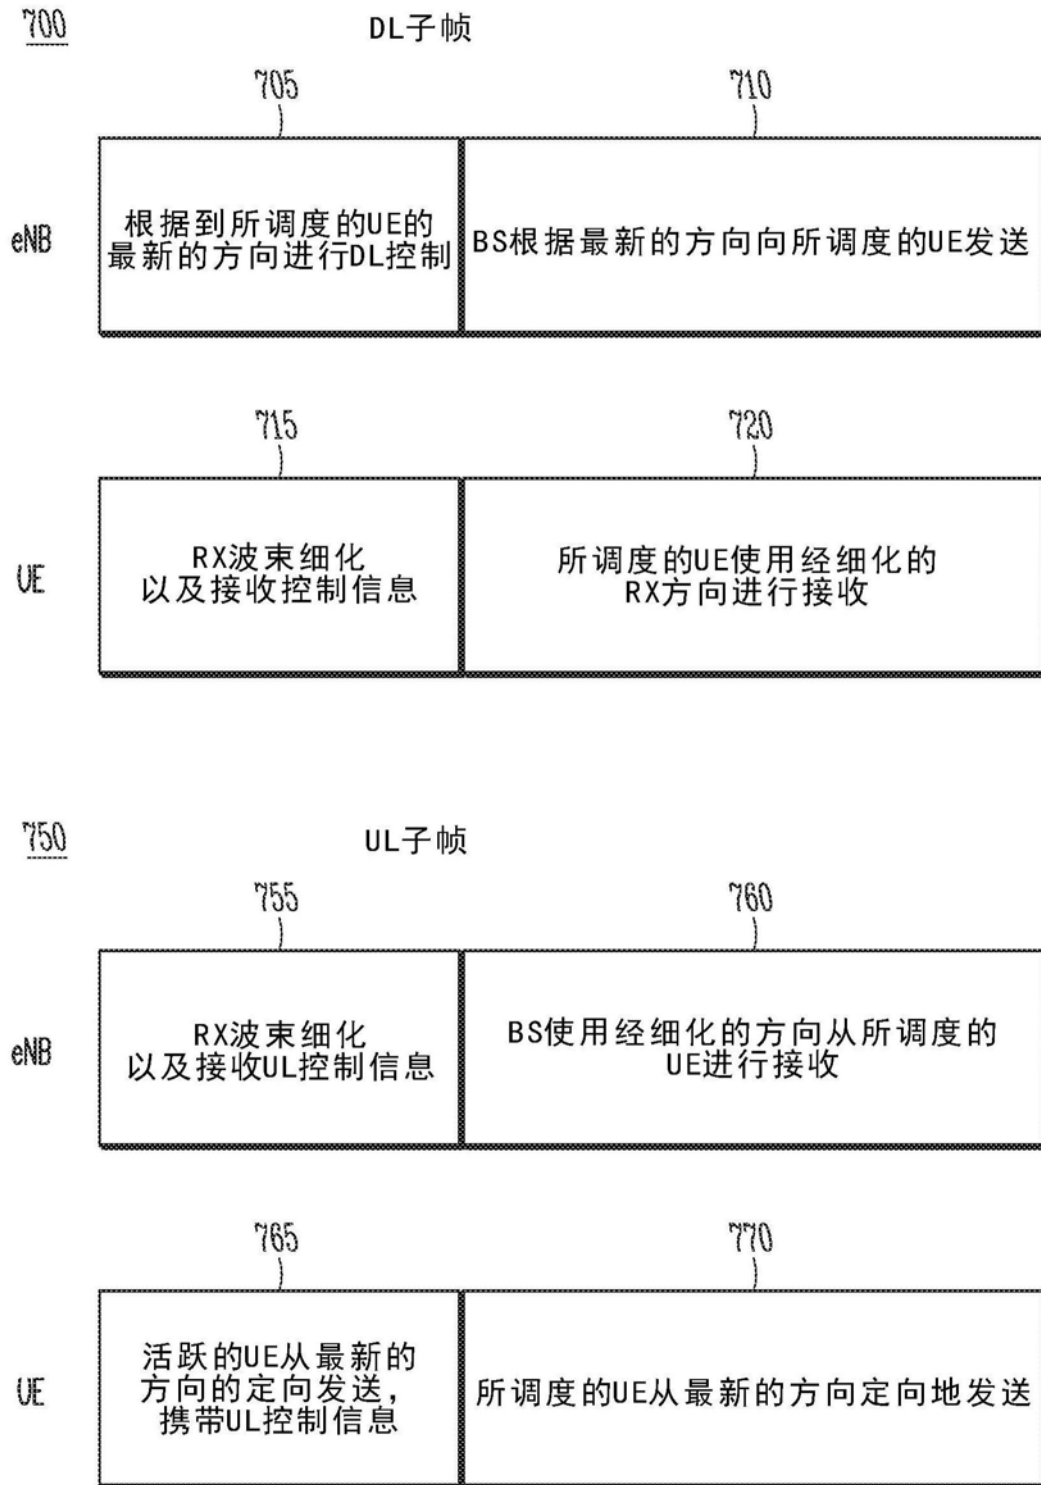 700
DL子帧
705
710
eNB
根据到所调度的UE的
最新的方向进行DL控制
BS根据最新的方向向所调度的UE发送
715
720
UE
RX波束细化
以及接收控制信息
所调度的UE使用经细化的
RX方向进行接收
750
UL子帧
755
760
eNB
RX波束细化
以及接收UL控制信息
BS使用经细化的方向从所调度的
UE进行接收
765
770
UE
活跃的UE从最新的
方向的定向发送，
携带UL控制信息
所调度的UE从最新的方向定向地发送